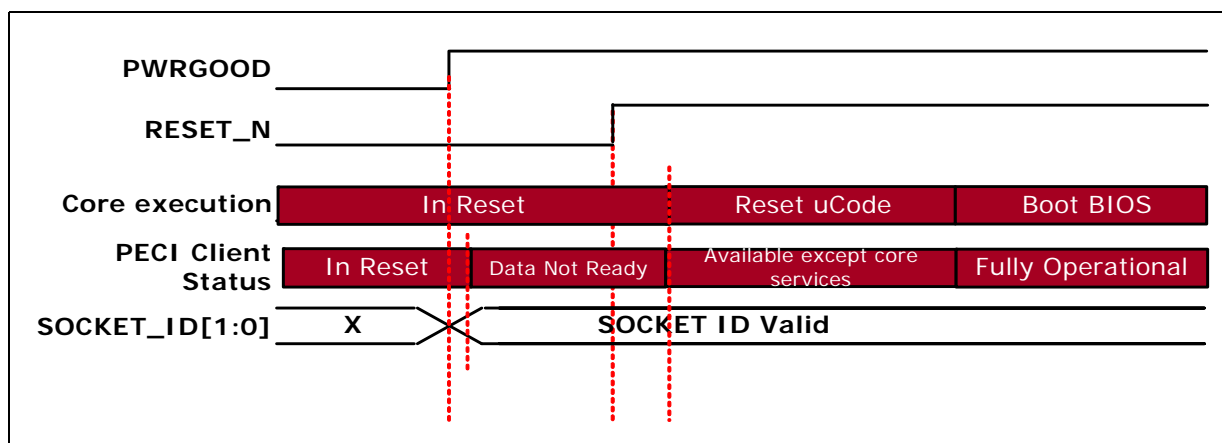 PWRGOOD
RESET_N
Core execution
In Reset
Reset uCode
Boot BIOS
PECI Client
Status
In Reset
Data Not Ready
Available except core
services
Fully Operational
SOCKET_ID[1:0]
X
SOCKET ID Valid